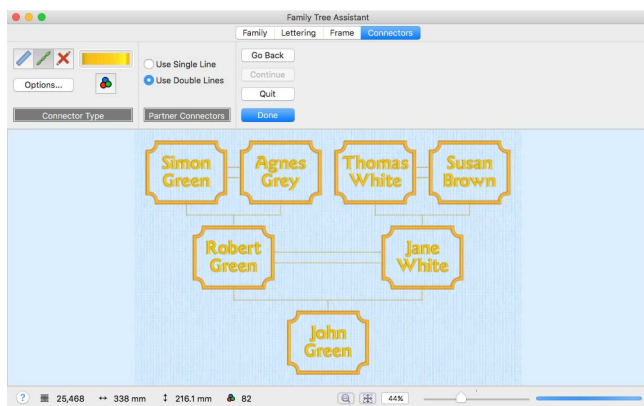 Family Tree Assistant
Family Lettering Frame Connectors
Options...
Connector Type
Use Single Line
Use Double Lines
Partner Connectors
Go Back
Continue
Quit
Done
Simon
Green
Agnes
Grey
Thomas
White
Susan
Brown
Robert
Green
Jane
White
John
Green
? 25,468 338 mm 216.1 mm 82 44%